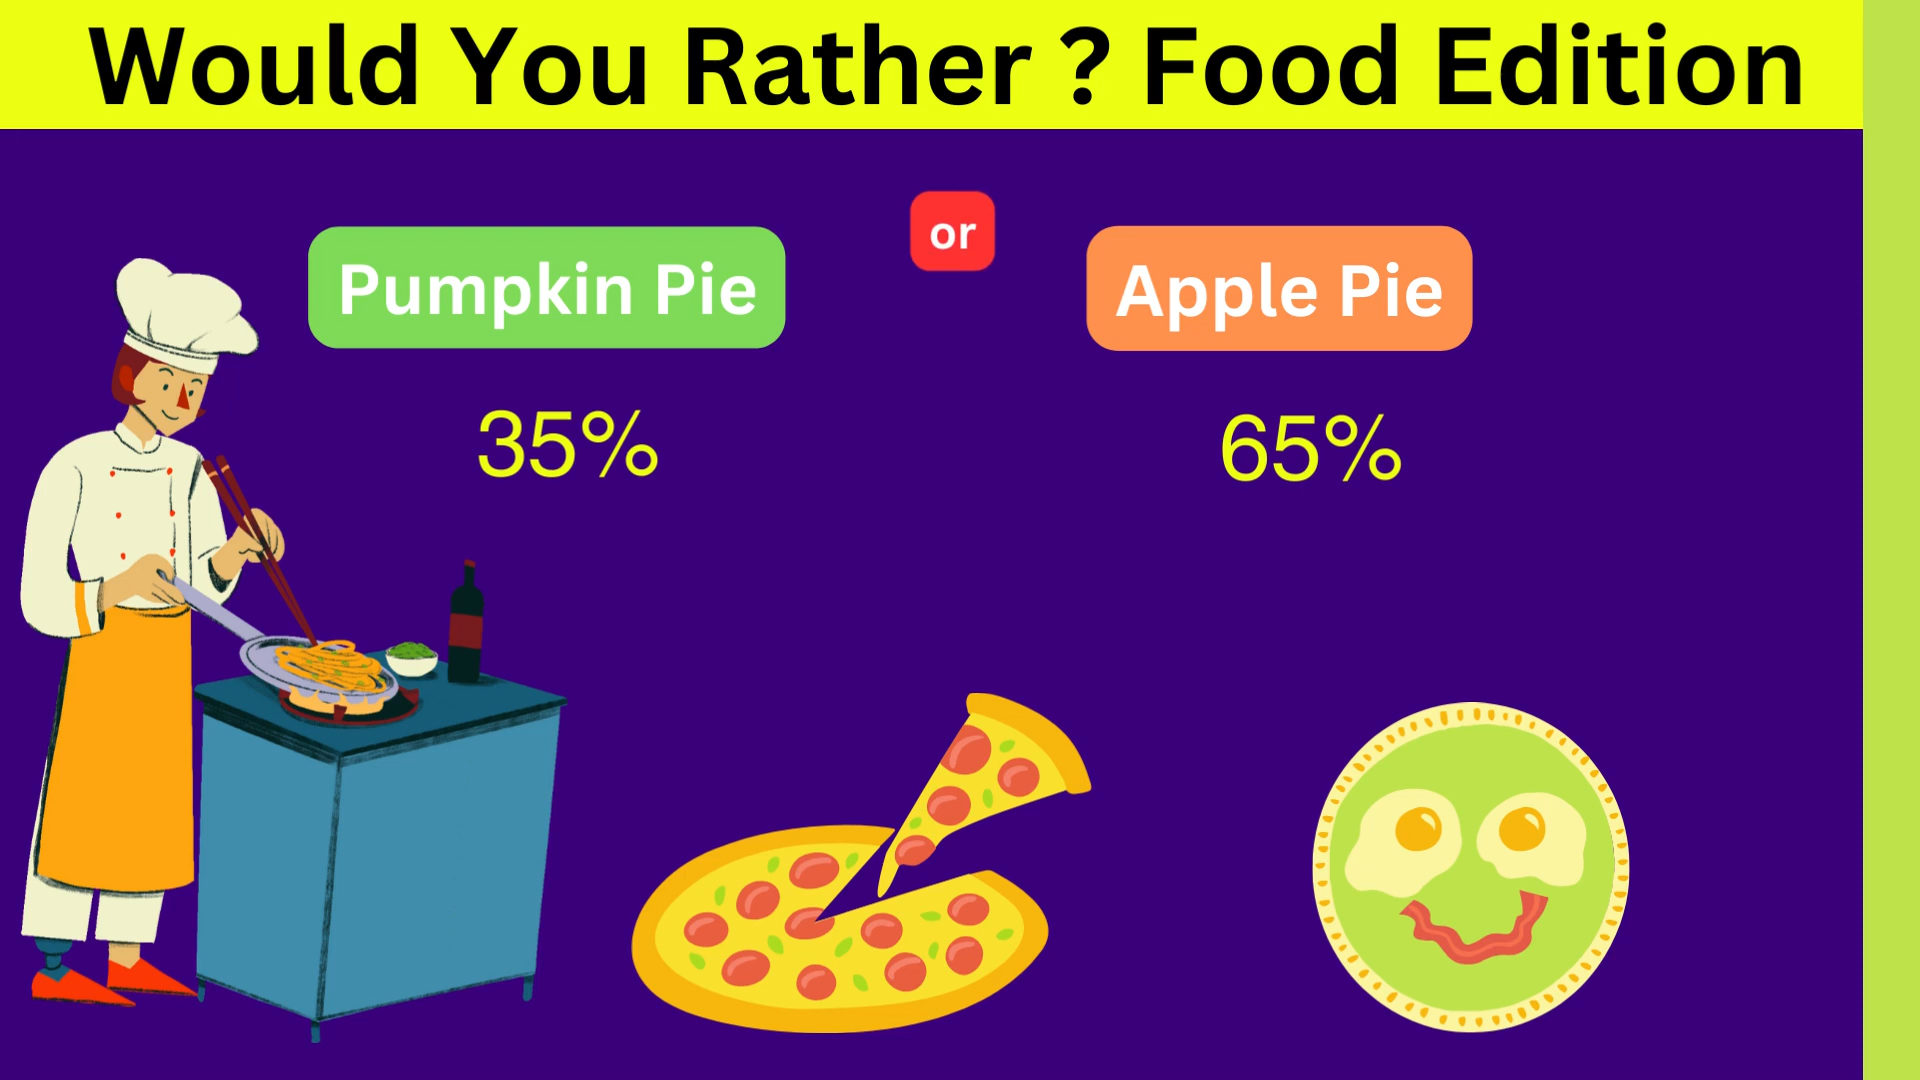 Would You Rather ? Food Edition
or
Pumpkin Pie
Apple Pie
35%
65%